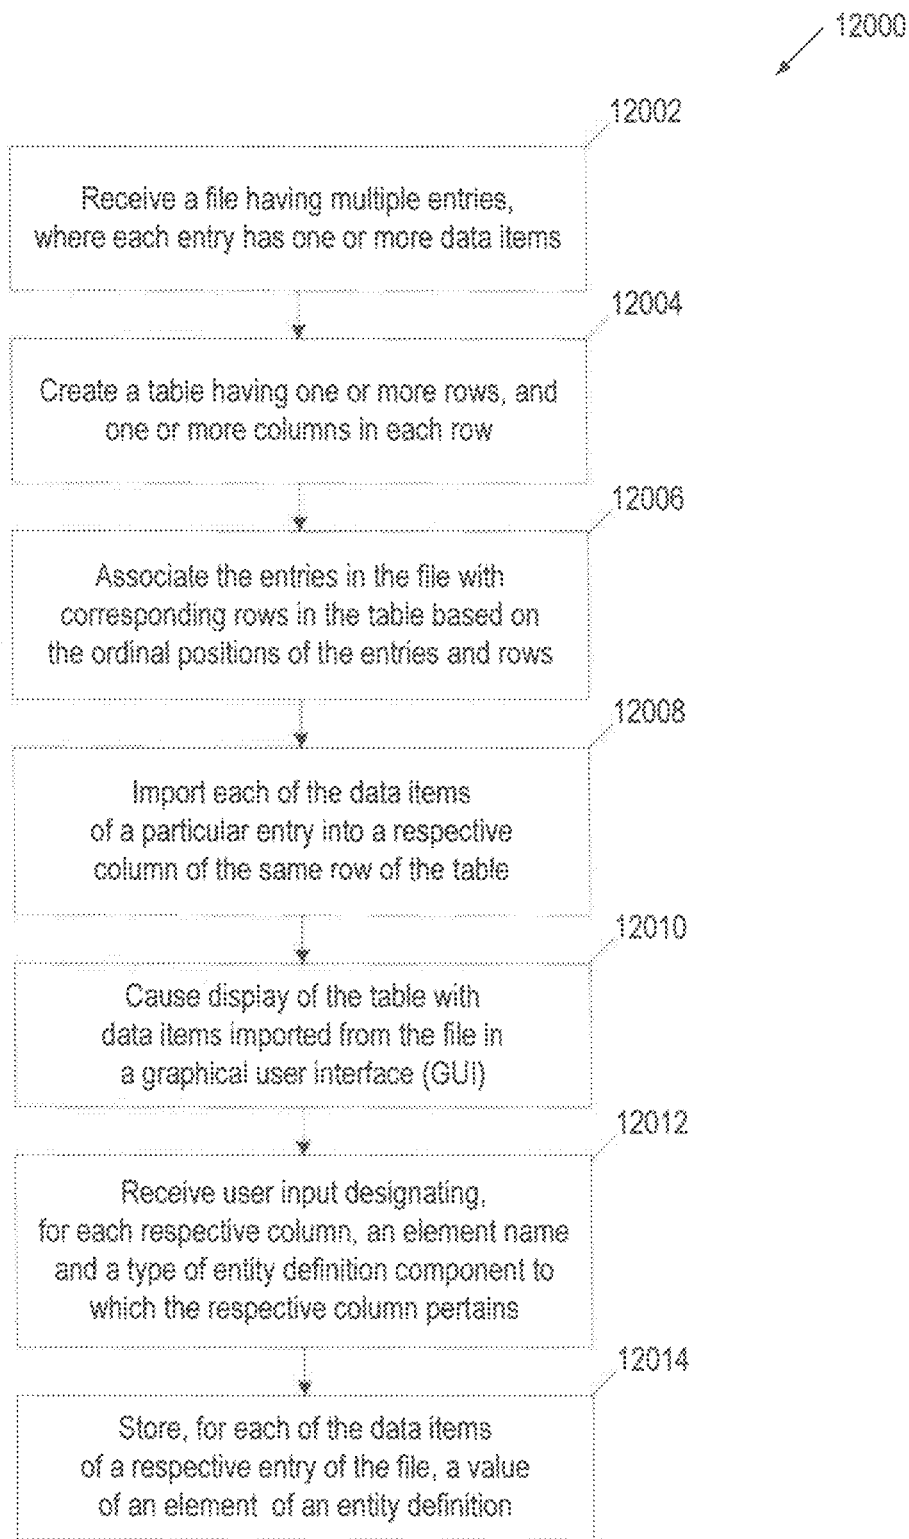 12000
12002
Receive a file having multiple entries,
where each entry has one or more data items
12004
Create a table having one or more rows, and
one or more columns in each row
12006
Associate the entries in the file with
corresponding rows in the table based on
the ordinal positions of the entries and rows
12008
Import each of the data items
of a particular entry into a respective
column of the same row of the table
12010
Cause display of the table with
data items imported from the file in
a graphical user interface (GUI)
12012
Receive user input designating,
for each respective column, an element name
and a type of entity definition component to
which the respective column pertains
12014
Store, for each of the data items
of a respective entry of the file, a value
of an element of an entity definition